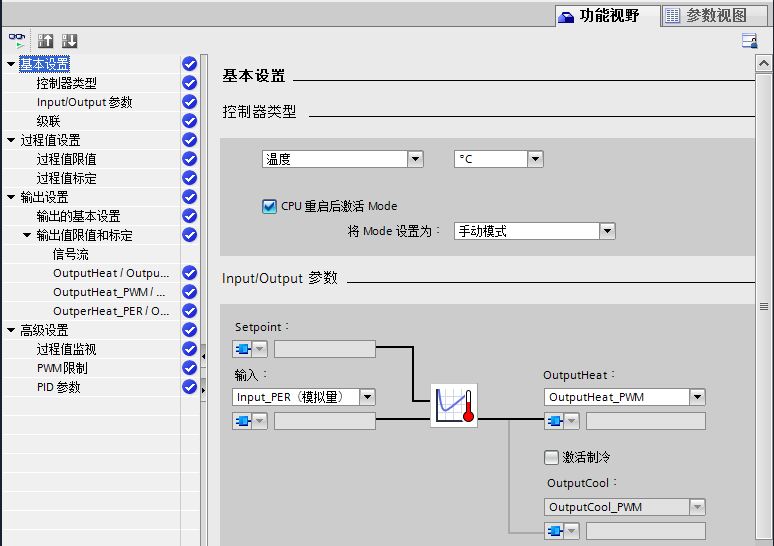 功能视野
参数视图
基本设置
控制器类型
Input/Output 参数
级联
过程值设置
过程值限值
过程值标定
输出设置
输出的基本设置
输出值限值和标定
信号流
OutputHeat / Outpu...
OutputHeat_PWM / ...
OutperHeat_PER / O...
高级设置
过程值监视
PWM 限制
PID 参数
基本设置
控制器类型
温度
°C
CPU 重启后激活 Mode
将 Mode 设置为：
手动模式
Input/Output 参数
Setpoint：
输入：
Input_PER（模拟量）
OutputHeat：
OutputHeat_PWM
激活制冷
OutputCool：
OutputCool_PWM